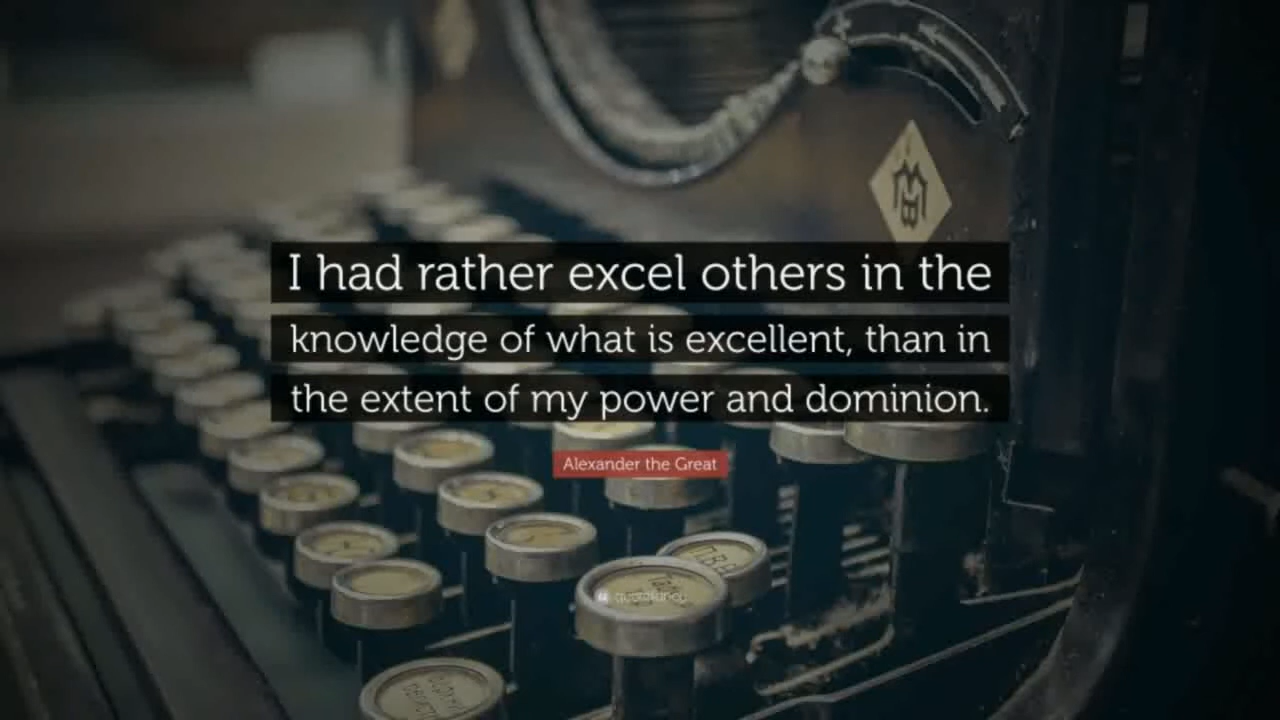 I had rather excel others in the
knowledge of what is excellent, than in
the extent of my power and dominion.
Alexander the Great
quotefancy